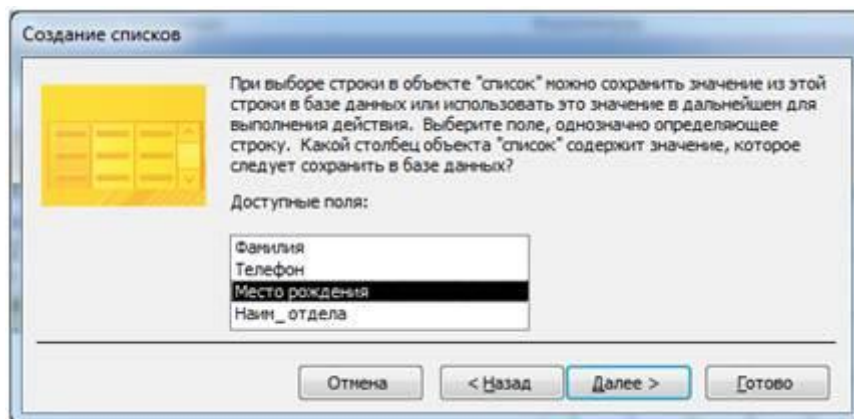 Создание списков
При выборе строки в объекте "список" можно сохранить значение из этой
строки в базе данных или использовать это значение в дальнейшем для
выполнения действия. Выберите поле, однозначно определяющее
строку. Какой столбец объекта "список" содержит значение, которое
следует сохранить в базе данных?
Доступные поля:
Фамилия
Телефон
Место рождения
Наим_ отдела
Отмена
< Назад
Далее >
Готово